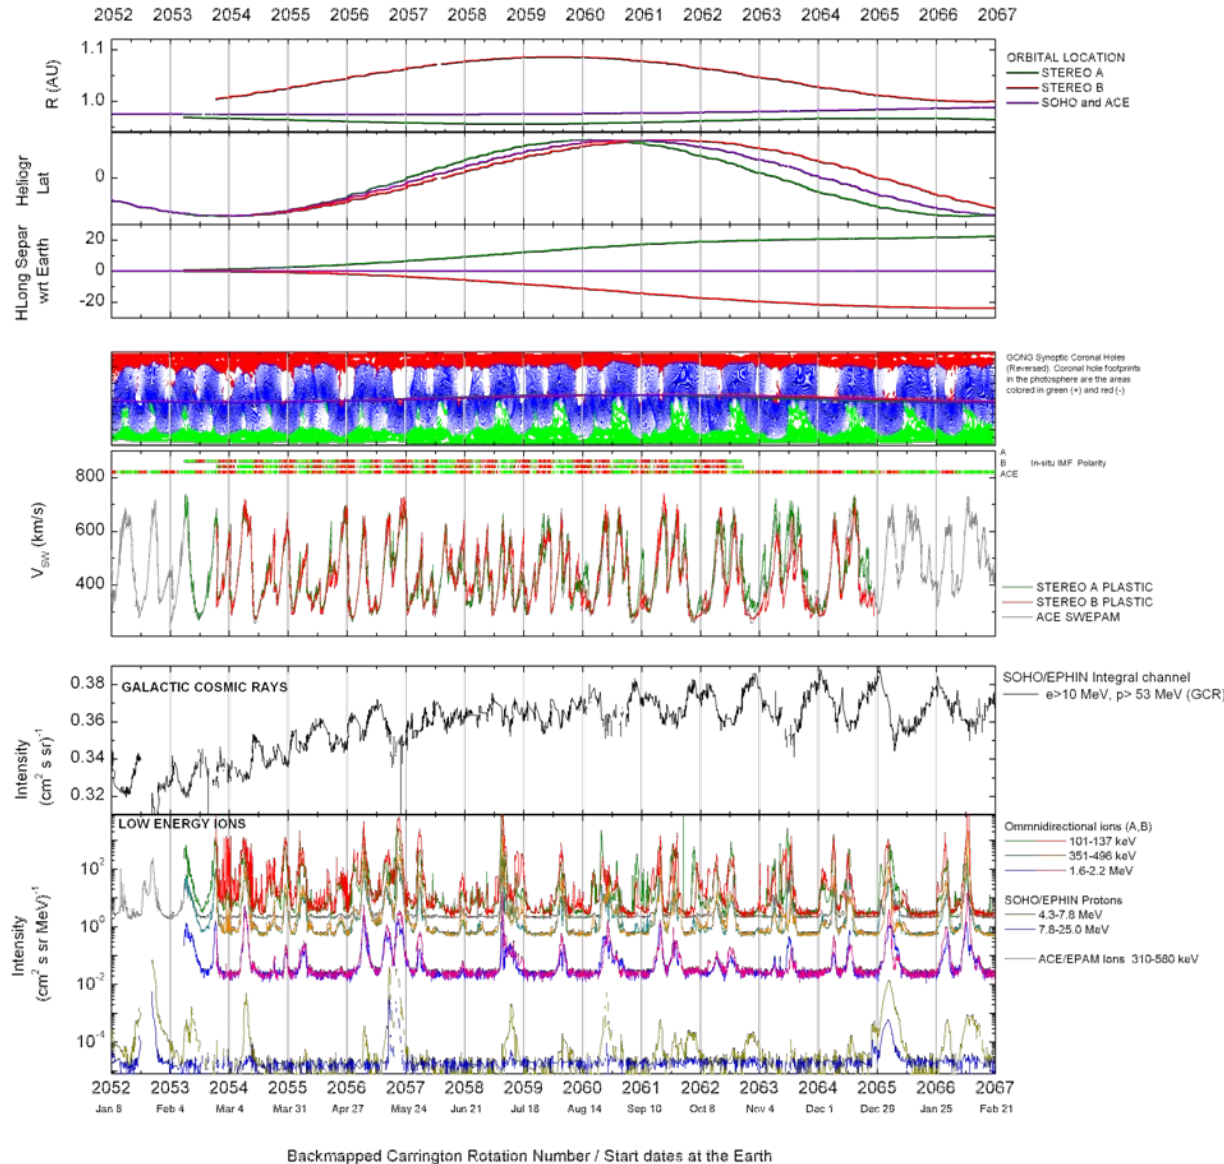 2052 2053 2054 2055 2056 2057 2058 2059 2060 2061 2062 2063 2064 2065 2066 2067
1.1
1.0
R (AU)
ORBITAL LOCATION
STEREO A
STEREO B
SOHO and ACE
0
Heliogr
Lat
20
0
-20
HLong Separ
wrt Earth
GONG Synoptic Coronal Holes
(Reversed). Coronal hole footprints
in the photosphere are the areas
colored in green (+) and red (-)
A
B In-situ IMF Polarity
ACE
800
600
400
V_SW (km/s)
STEREO A PLASTIC
STEREO B PLASTIC
ACE SWEPAM
GALACTIC COSMIC RAYS
0.38
0.36
0.34
0.32
Intensity
(cm² s sr)⁻¹
SOHO/EPHIN Integral channel
e>10 MeV, p> 53 MeV (GCR)
LOW ENERGY IONS
10²
10⁰
10⁻²
10⁻⁴
Intensity
(cm² s sr MeV)⁻¹
Ommnidirectional ions (A,B)
101-137 keV
351-496 keV
1.6-2.2 MeV
SOHO/EPHIN Protons
4.3-7.8 MeV
7.8-25.0 MeV
ACE/EPAM Ions 310-580 keV
2052 2053 2054 2055 2056 2057 2058 2059 2060 2061 2062 2063 2064 2065 2066 2067
Jan 8 Feb 4 Mar 4 Mar 31 Apr 27 May 24 Jun 21 Jul 18 Aug 14 Sep 10 Oct 8 Nov 4 Dec 1 Dec 29 Jan 25 Feb 21
Backmapped Carrington Rotation Number / Start dates at the Earth